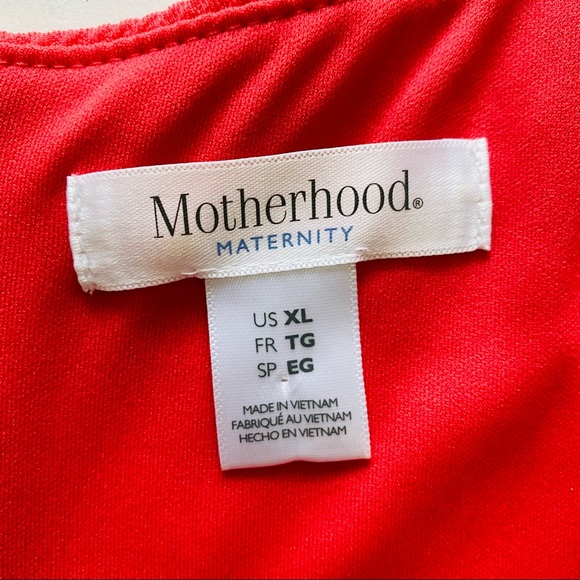 Motherhood®
MATERNITY
US XL
FR TG
SP EG
MADE IN VIETNAM
FABRIQUÉ AU VIETNAM
HECHO EN VIETNAM